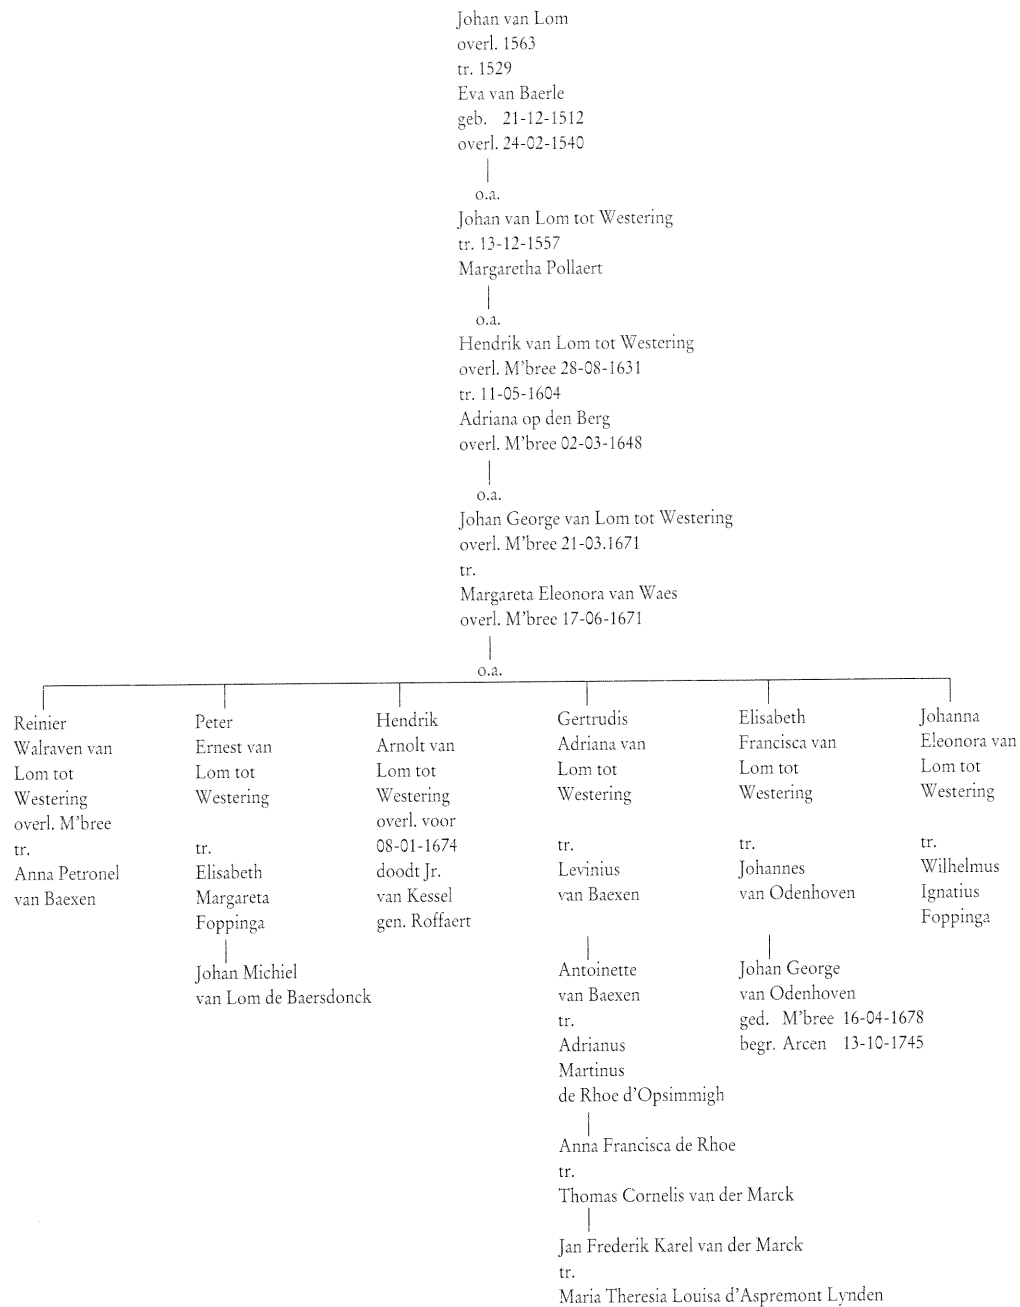 Johan van Lom
overl. 1563
tr. 1529
Eva van Baerle
geb. 21-12-1512
overl. 24-02-1540
o.a.
Johan van Lom tot Westering
tr. 13-12-1557
Margaretha Pollaert
o.a.
Hendrik van Lom tot Westering
overl. M'bree 28-08-1631
tr. 11-05-1604
Adriana op den Berg
overl. M'bree 02-03-1648
o.a.
Johan George van Lom tot Westering
overl. M'bree 21-03.1671
tr.
Margareta Eleonora van Waes
overl. M'bree 17-06-1671
o.a.
Reinier
Walraven van
Lom tot
Westering
overl. M'bree
tr.
Anna Petronel
van Baexen
Peter
Ernest van
Lom tot
Westering
tr.
Elisabeth
Margareta
Foppinga
Johan Michiel
van Lom de Baersdonck
Hendrik
Arnolt van
Lom tot
Westering
overl. voor
08-01-1674
doodt Jr.
van Kessel
gen. Roffaert
Gertrudis
Adriana van
Lom tot
Westering
tr.
Levinius
van Baexen
Antoinette
van Baexen
tr.
Adrianus
Martinus
de Rhoe d'Opsimmigh
Anna Francisca de Rhoe
tr.
Thomas Cornelis van der Marck
Jan Frederik Karel van der Marck
tr.
Maria Theresia Louisa d'Aspremont Lynden
Elisabeth
Francisca van
Lom tot
Westering
tr.
Johannes
van Odenhoven
Johan George
van Odenhoven
ged. M'bree 16-04-1678
begr. Arcen 13-10-1745
Johanna
Eleonora van
Lom tot
Westering
tr.
Wilhelmus
Ignatius
Foppinga